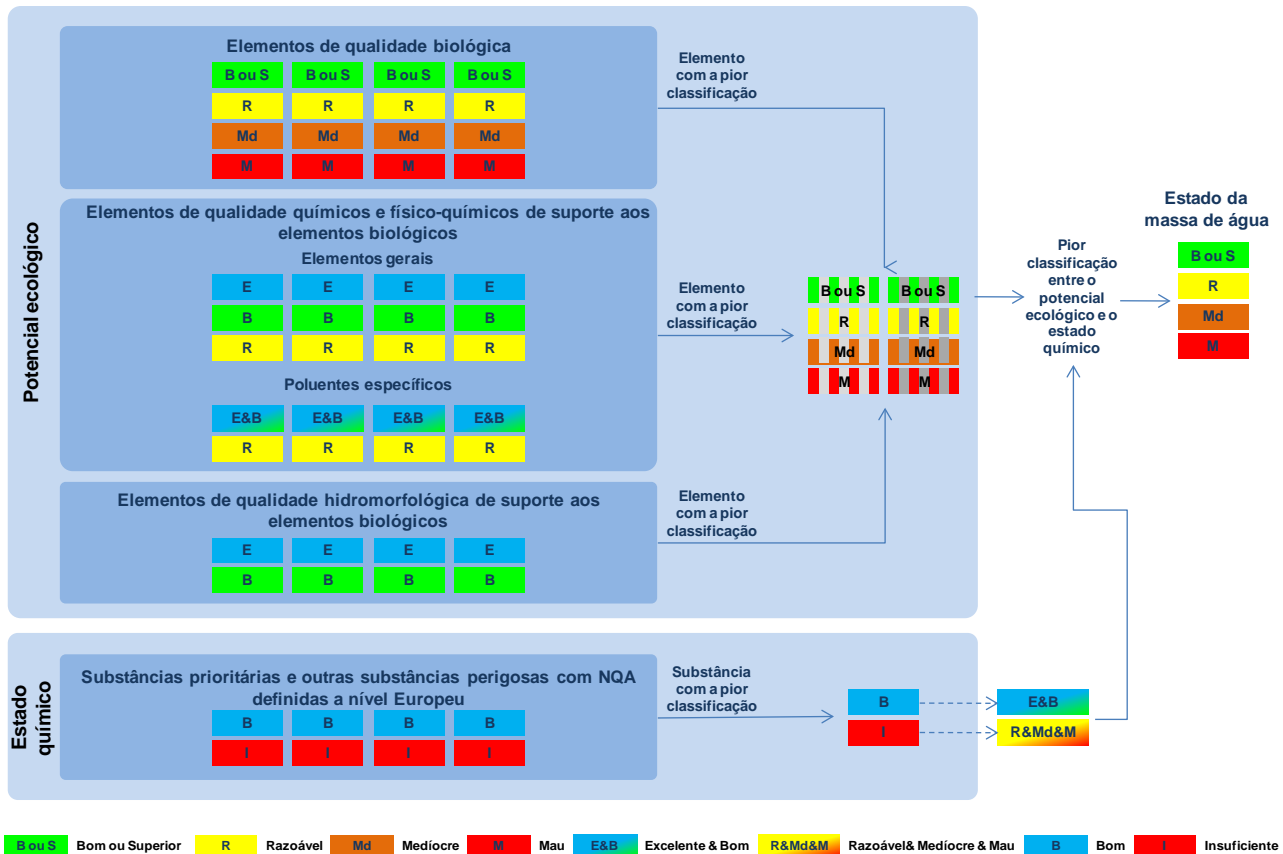 Potencial ecológico
Elementos de qualidade biológica
B ou S B ou S B ou S B ou S
R R R R
Md Md Md Md
M M M M
Elemento
com a pior
classificação
Elementos de qualidade químicos e físico-químicos de suporte aos
elementos biológicos
Elementos gerais
E E E E
B B B B
R R R R
Poluentes específicos
E&B E&B E&B E&B
R R R R
Elemento
com a pior
classificação
Elementos de qualidade hidromorfológica de suporte aos
elementos biológicos
E E E E
B B B B
Elemento
com a pior
classificação
B ou S B ou S
R R
Md Md
M M
Pior
classificação
entre o
potencial
ecológico e o
estado
químico
Estado da
massa de água
B ou S
R
Md
M
Estado
químico
Substâncias prioritárias e outras substâncias perigosas com NQA
definidas a nível Europeu
B B B B
I I I I
Substância
com a pior
classificação
B E&B
I R&Md&M
B ou S Bom ou Superior R Razoável Md Medíocre M Mau E&B Excelente & Bom R&Md&M Razoável& Medíocre & Mau B Bom I Insuficiente